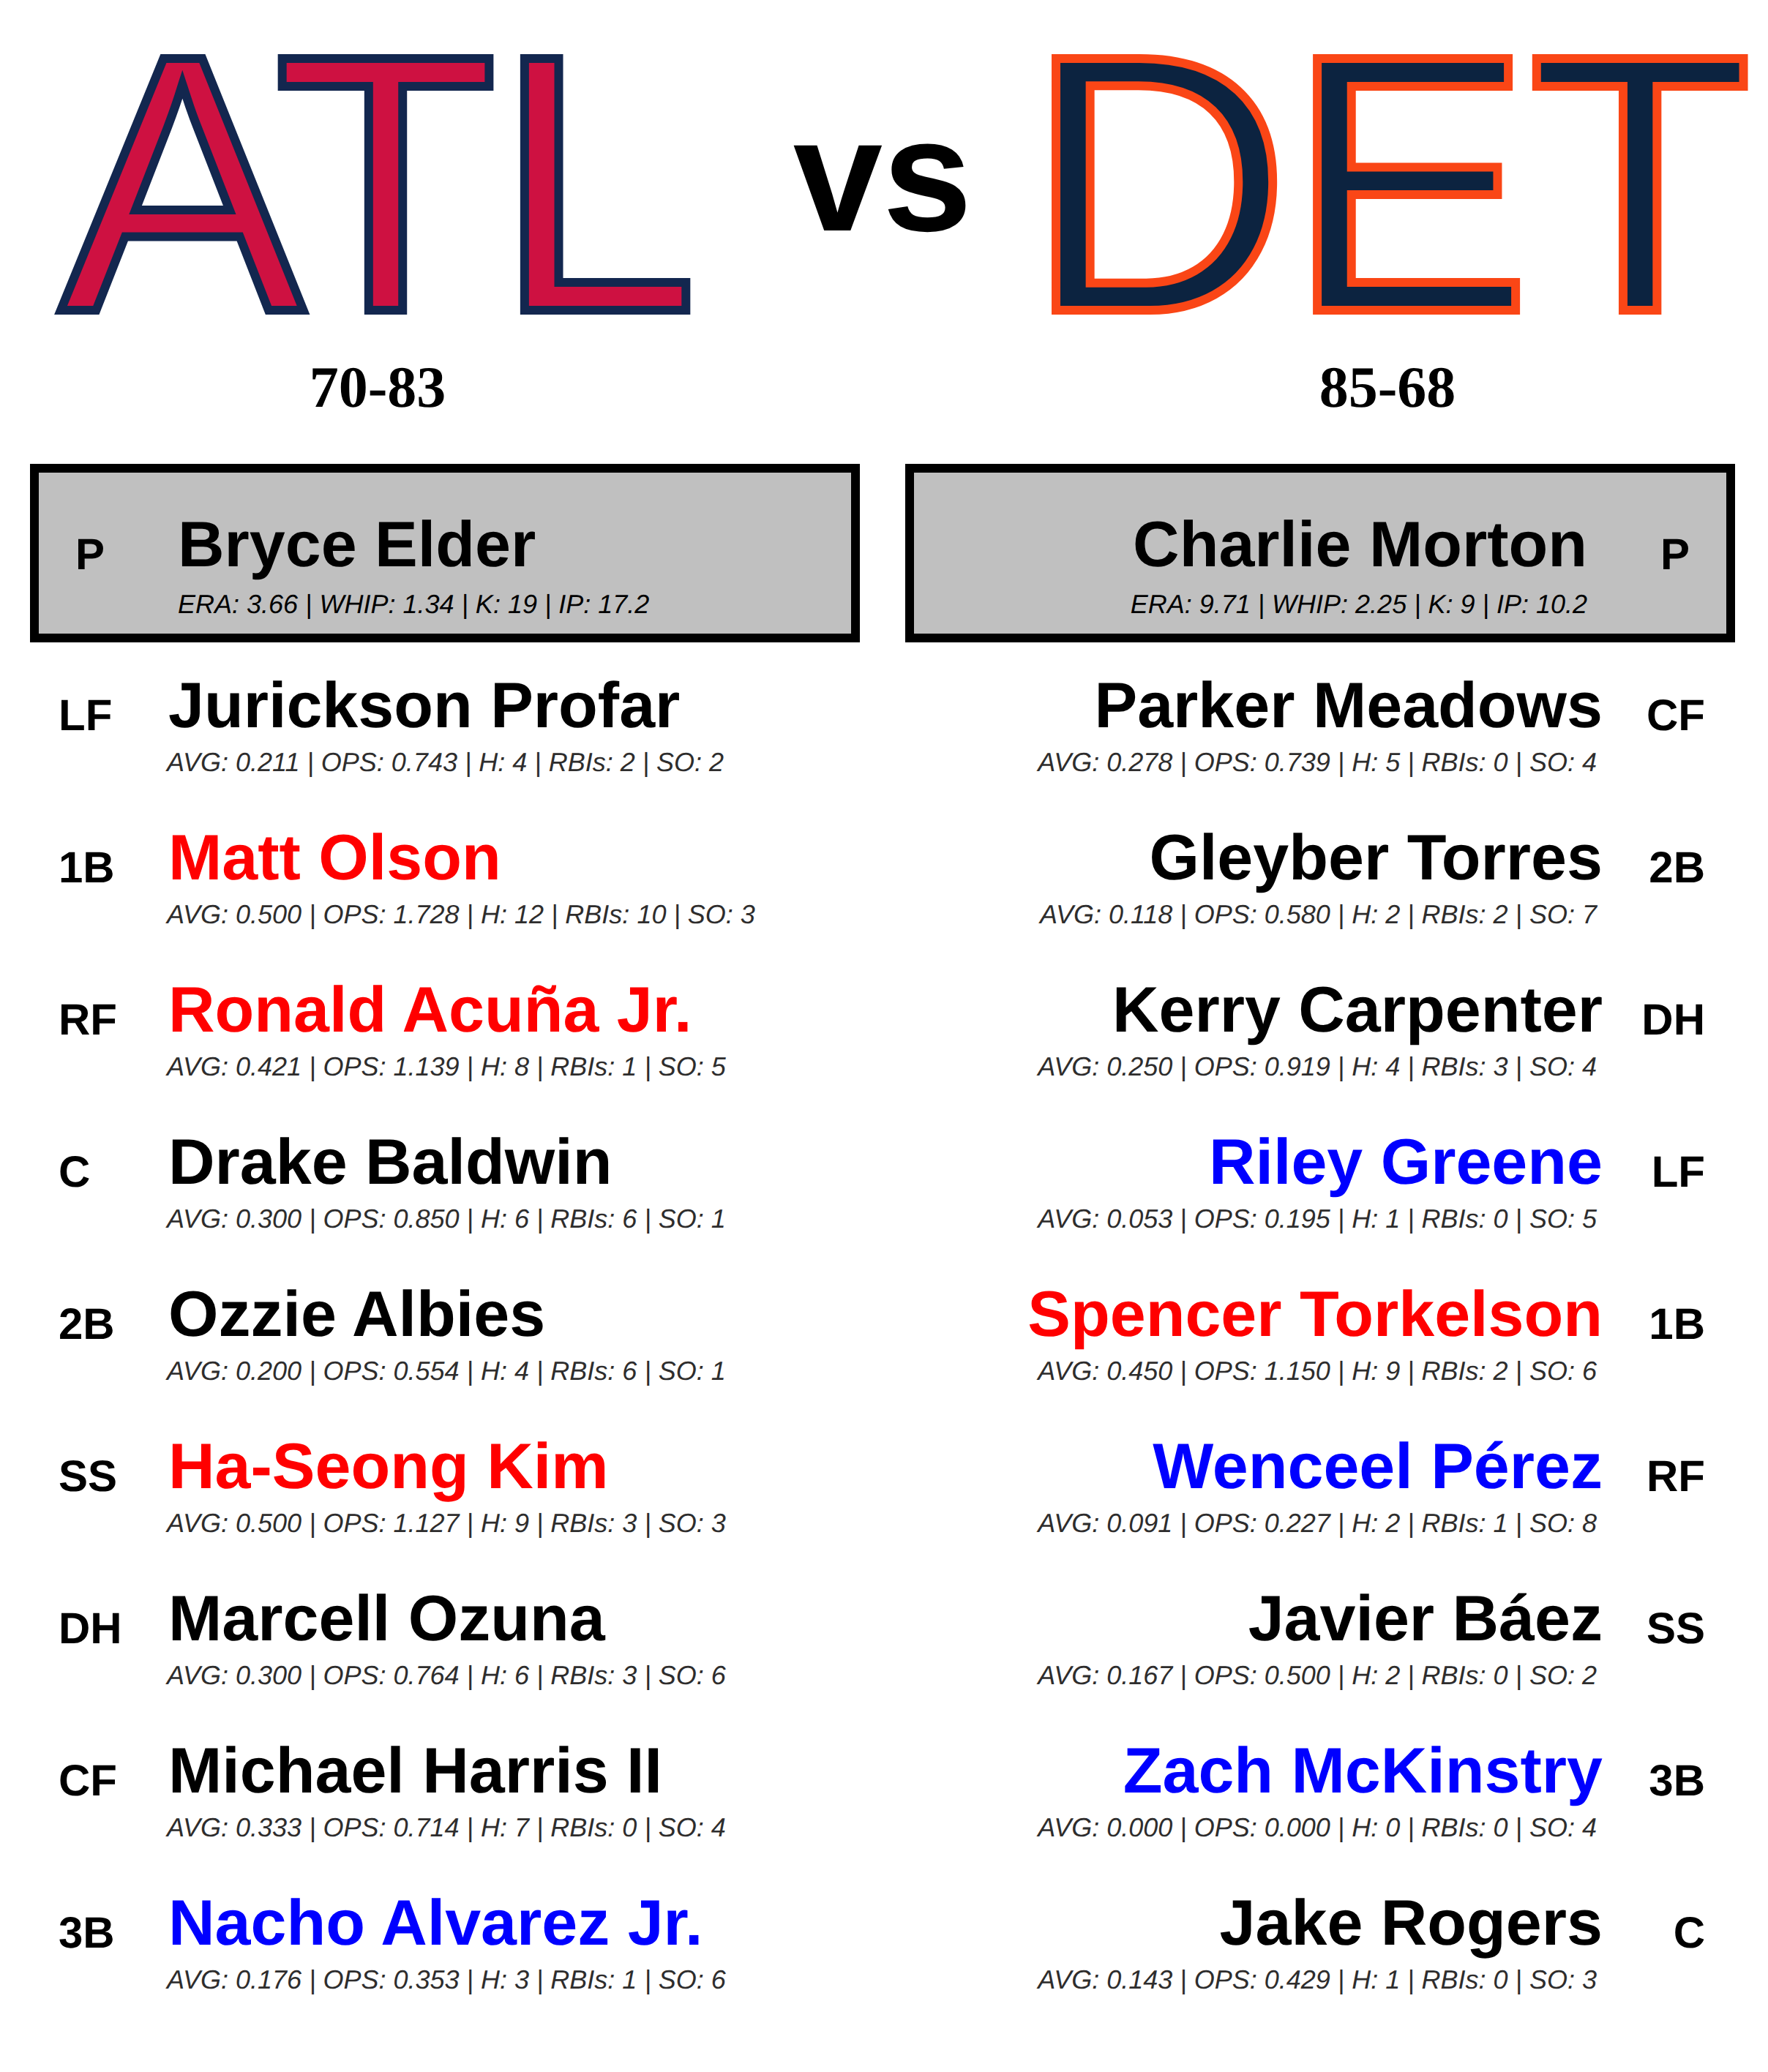 ATL vs DET
70-83
85-68
P Bryce Elder
ERA: 3.66 | WHIP: 1.34 | K: 19 | IP: 17.2
Charlie Morton P
ERA: 9.71 | WHIP: 2.25 | K: 9 | IP: 10.2
LF Jurickson Profar
AVG: 0.211 | OPS: 0.743 | H: 4 | RBIs: 2 | SO: 2
1B Matt Olson
AVG: 0.500 | OPS: 1.728 | H: 12 | RBIs: 10 | SO: 3
RF Ronald Acuña Jr.
AVG: 0.421 | OPS: 1.139 | H: 8 | RBIs: 1 | SO: 5
C Drake Baldwin
AVG: 0.300 | OPS: 0.850 | H: 6 | RBIs: 6 | SO: 1
2B Ozzie Albies
AVG: 0.200 | OPS: 0.554 | H: 4 | RBIs: 6 | SO: 1
SS Ha-Seong Kim
AVG: 0.500 | OPS: 1.127 | H: 9 | RBIs: 3 | SO: 3
DH Marcell Ozuna
AVG: 0.300 | OPS: 0.764 | H: 6 | RBIs: 3 | SO: 6
CF Michael Harris II
AVG: 0.333 | OPS: 0.714 | H: 7 | RBIs: 0 | SO: 4
3B Nacho Alvarez Jr.
AVG: 0.176 | OPS: 0.353 | H: 3 | RBIs: 1 | SO: 6
Parker Meadows CF
AVG: 0.278 | OPS: 0.739 | H: 5 | RBIs: 0 | SO: 4
Gleyber Torres 2B
AVG: 0.118 | OPS: 0.580 | H: 2 | RBIs: 2 | SO: 7
Kerry Carpenter DH
AVG: 0.250 | OPS: 0.919 | H: 4 | RBIs: 3 | SO: 4
Riley Greene LF
AVG: 0.053 | OPS: 0.195 | H: 1 | RBIs: 0 | SO: 5
Spencer Torkelson 1B
AVG: 0.450 | OPS: 1.150 | H: 9 | RBIs: 2 | SO: 6
Wenceel Pérez RF
AVG: 0.091 | OPS: 0.227 | H: 2 | RBIs: 1 | SO: 8
Javier Báez SS
AVG: 0.167 | OPS: 0.500 | H: 2 | RBIs: 0 | SO: 2
Zach McKinstry 3B
AVG: 0.000 | OPS: 0.000 | H: 0 | RBIs: 0 | SO: 4
Jake Rogers C
AVG: 0.143 | OPS: 0.429 | H: 1 | RBIs: 0 | SO: 3